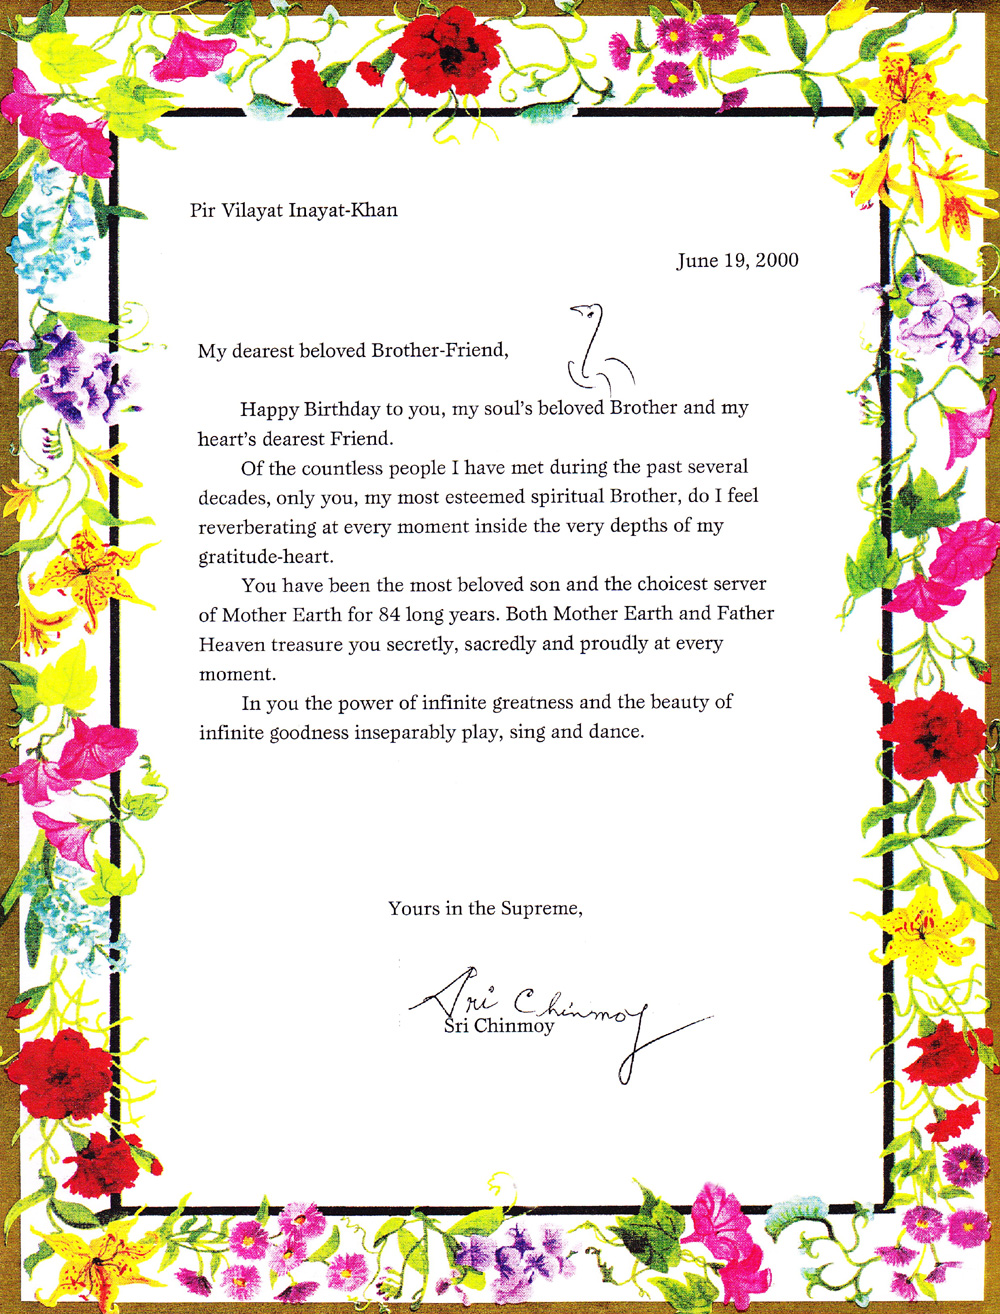 Pir Vilayat Inayat-Khan
June 19, 2000
My dearest beloved Brother-Friend,
Happy Birthday to you, my soul's beloved Brother and my
heart's dearest Friend.
Of the countless people I have met during the past several
decades, only you, my most esteemed spiritual Brother, do I feel
reverberating at every moment inside the very depths of my
gratitude-heart.
You have been the most beloved son and the choicest server
of Mother Earth for 84 long years. Both Mother Earth and Father
Heaven treasure you secretly, sacredly and proudly at every
moment.
In you the power of infinite greatness and the beauty of
infinite goodness inseparably play, sing and dance.
Yours in the Supreme,
Sri Chinmoy
Sri Chinmoy